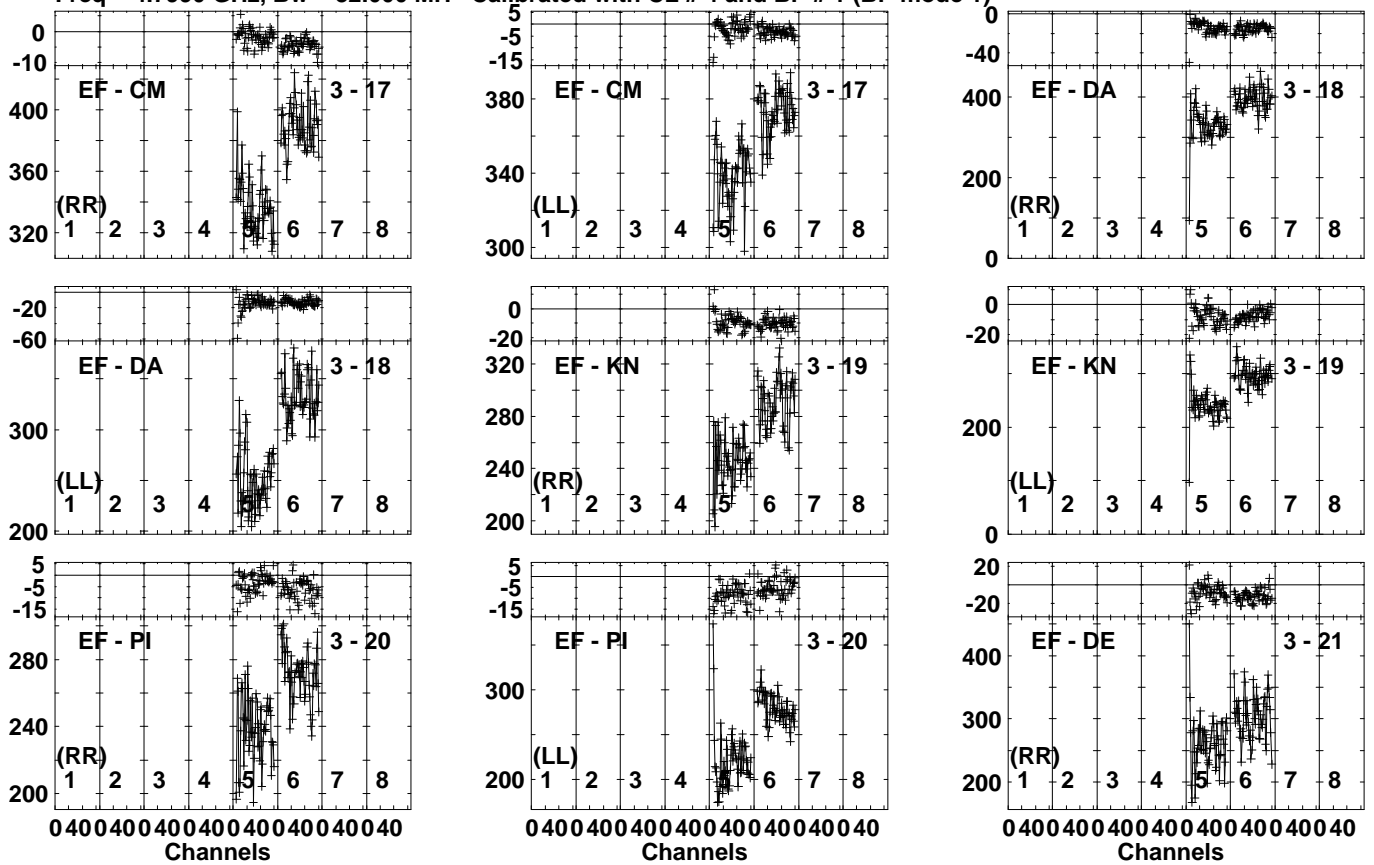 0 5 0
-10 -5 -40
-15
EF - CM 3 - 17 EF - CM 3 - 17 EF - DA 3 - 18
400 380 400
360 340 200
(RR) (LL) (RR)
320 1 2 3 4 5 6 7 8 300 1 2 3 4 5 6 7 8 0 1 2 3 4 5 6 7 8
-20 0 0
-60 -20 -20
EF - DA 3 - 18 EF - KN 3 - 19 EF - KN 3 - 19
300 320 200
280
240
(LL) (RR) (LL)
200 1 2 3 4 5 6 7 8 200 1 2 3 4 5 6 7 8 0 1 2 3 4 5 6 7 8
5 5 20
-5 -5 -20
-15 -15
EF - PI 3 - 20 EF - PI 3 - 20 EF - DE 3 - 21
280 300 400
240 300
(RR) (LL) (RR)
200 1 2 3 4 5 6 7 8 200 1 2 3 4 5 6 7 8 200 1 2 3 4 5 6 7 8
0 40 0 40 0 40 0 40 0 40 0 40 0 40 0 40 0 40 0 40 0 40 0 40 0 40 0 40 0 40 0 40 0 40 0 40 0 40 0 40 0 40 0 40 0 40 0 40
Channels Channels Channels